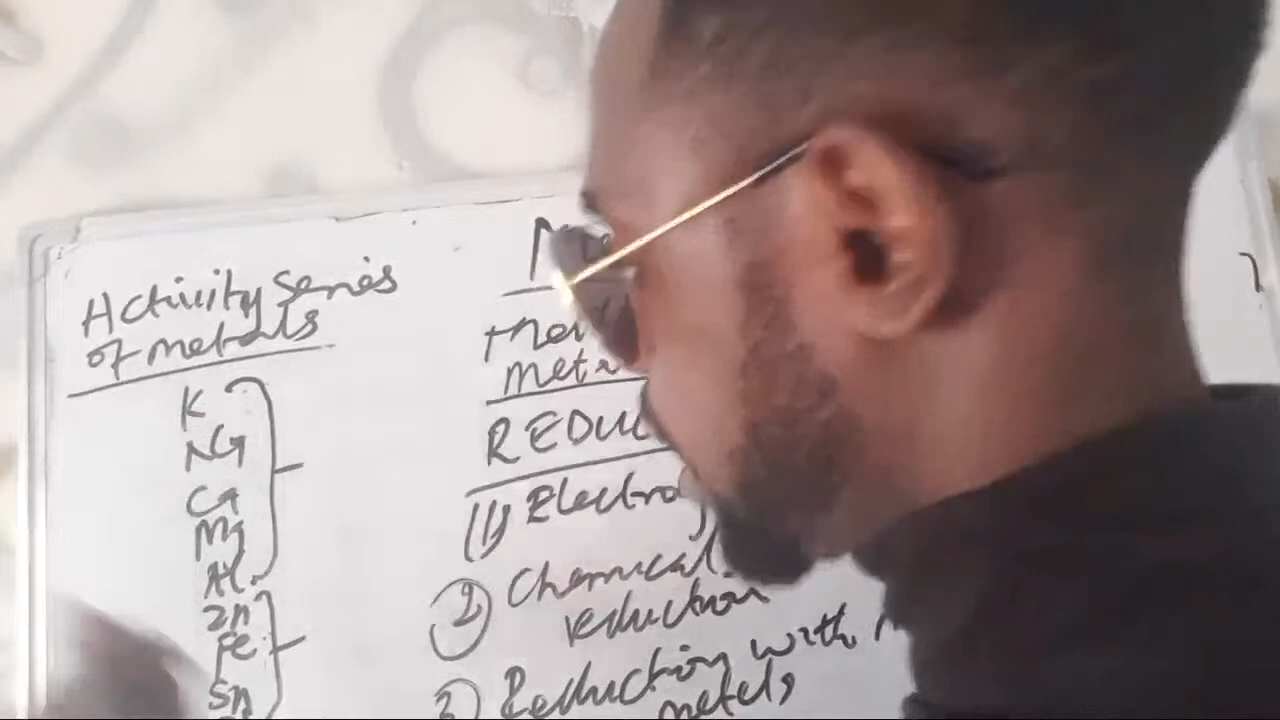 Activity Series
of metals
K
Na
Ca
Mg
Al
Zn
Fe
Sn
REDUC
(1) Electro
② Chemical
reduction
③ Reduction with
metals